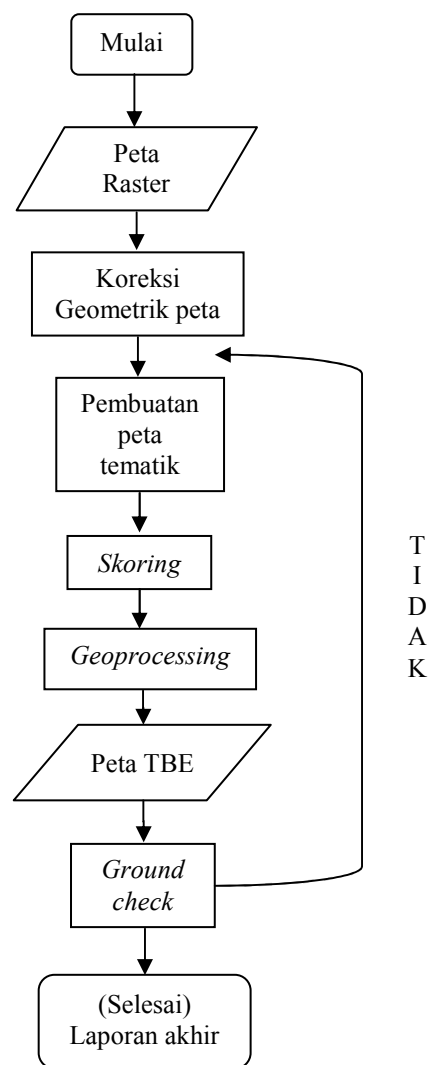 Mulai
Peta
Raster
Koreksi
Geometrik peta
Pembuatan
peta
tematik
Skoring
Geoprocessing
Peta TBE
Ground
check
(Selesai)
Laporan akhir
T
I
D
A
K